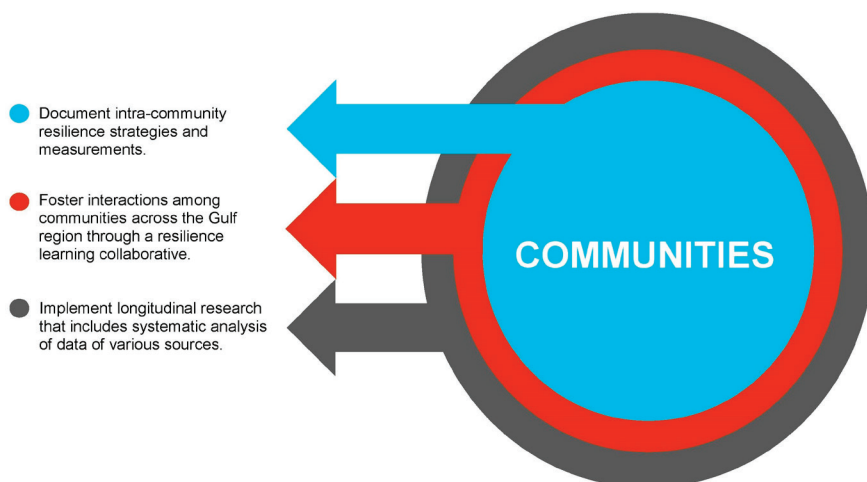 Document intra-community
resilience strategies and
measurements.
Foster interactions among
communities across the Gulf
region through a resilience
learning collaborative.
Implement longitudinal research
that includes systematic analysis
of data of various sources.
COMMUNITIES